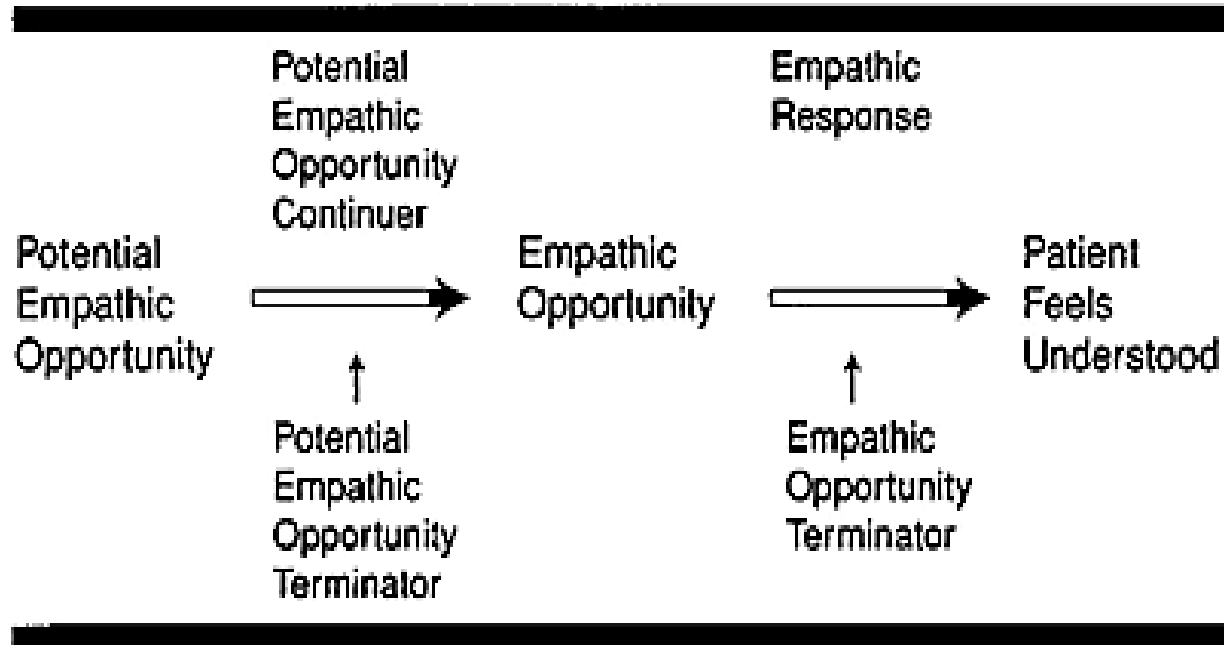 Potential
Empathic
Opportunity
Continuer
Empathic
Response
Potential
Empathic
Opportunity
Empathic
Opportunity
Patient
Feels
Understood
Potential
Empathic
Opportunity
Terminator
Empathic
Opportunity
Terminator